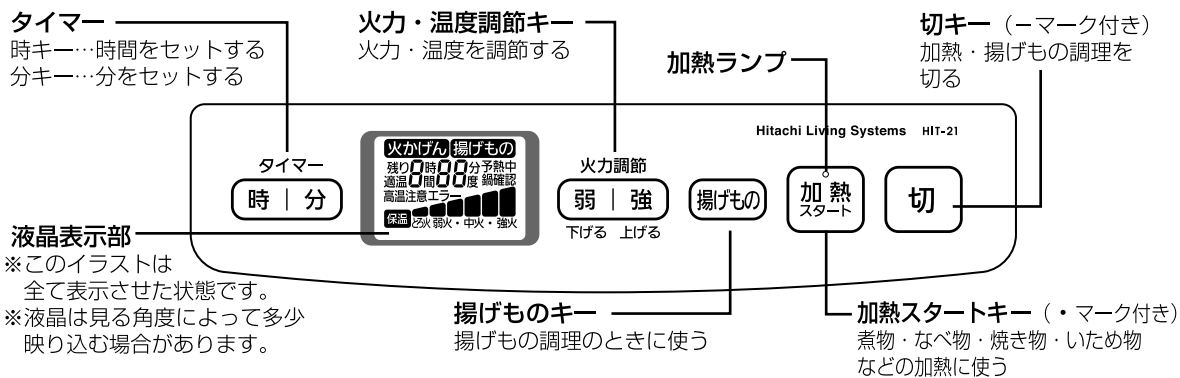 タイマー
時キー…時間をセットする
分キー…分をセットする
火力・温度調節キー
火力・温度を調節する
加熱ランプ
切キー（−マーク付き）
加熱・揚げもの調理を
切る
Hitachi Living Systems HIT-21
タイマー
時 分
火かげん 揚げもの
残り 0時 00分 予熱中
適温 0間 00度 鍋確認
高温注意エラー
保温 とろ火 弱火・中火・強火
火力調節
弱 強
下げる 上げる
揚げもの
加熱
スタート
切
液晶表示部
※このイラストは
全て表示させた状態です。
※液晶は見る角度によって多少
映り込む場合があります。
揚げものキー
揚げもの調理のときに使う
加熱スタートキー（・マーク付き）
煮物・なべ物・焼き物・いため物
などの加熱に使う